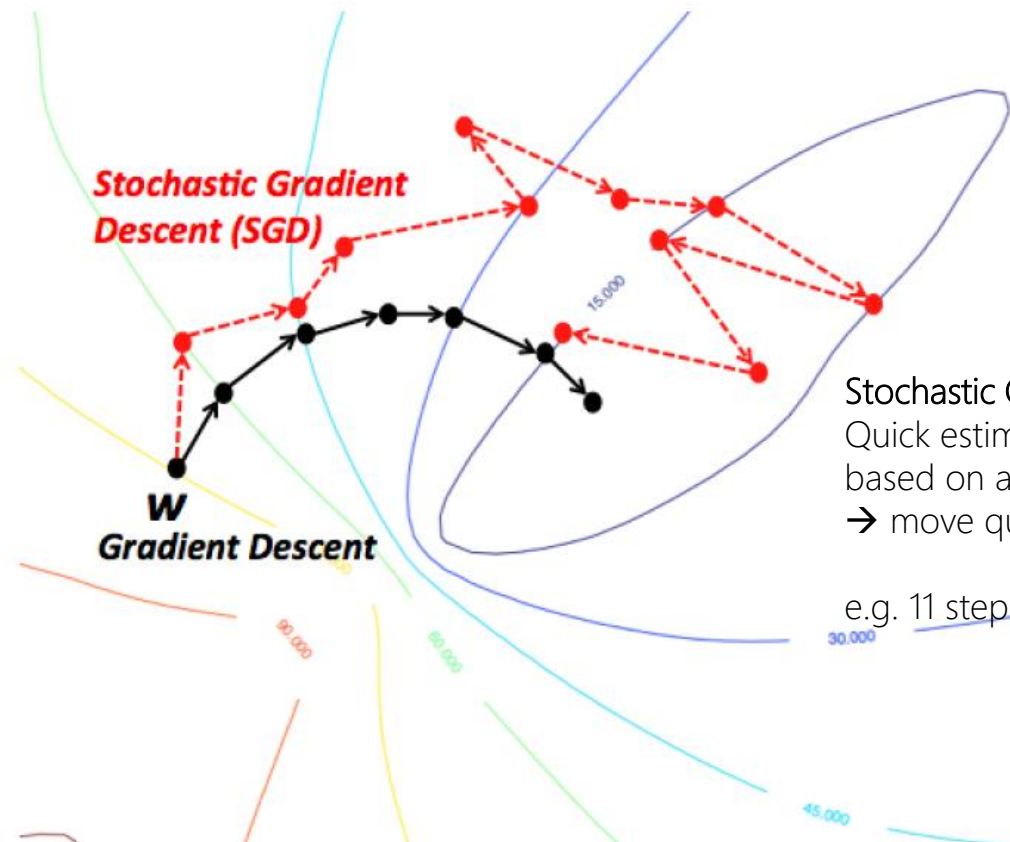 Stochastic Gradient
Descent (SGD)
15.000
W
Gradient Descent
Stochastic
Quick estim
based on a
→ move qu
e.g. 11 step
90.000
60.000
30.000
45.000